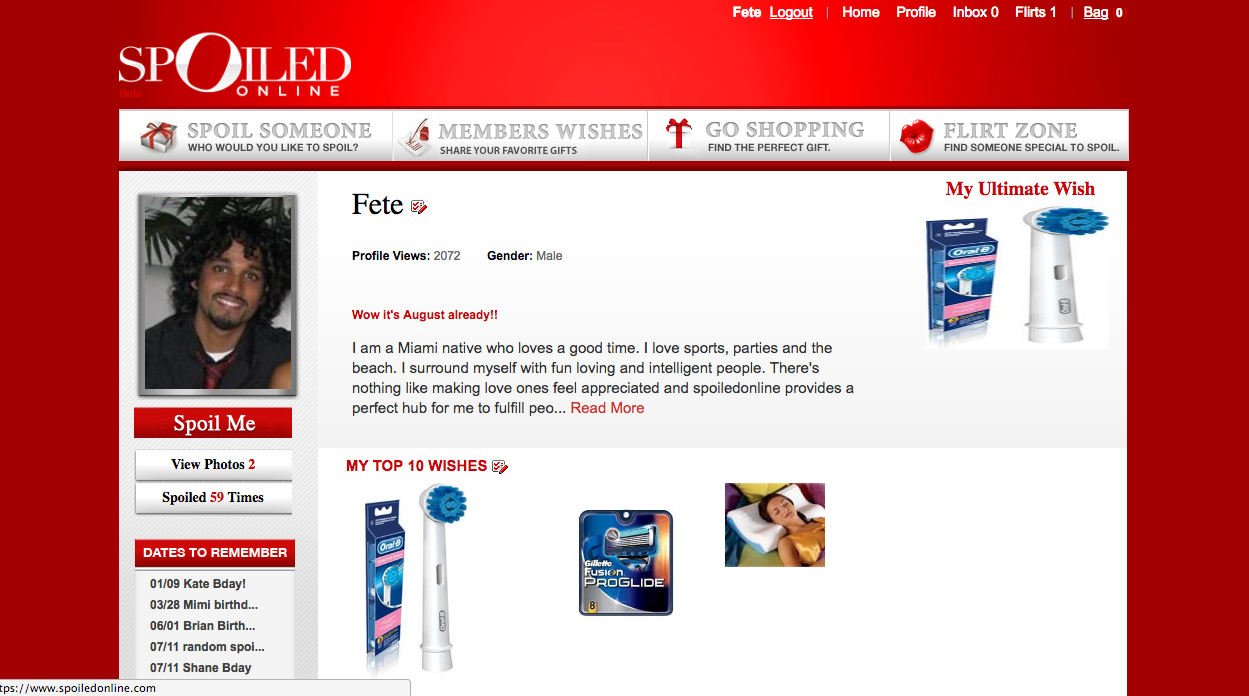 Fete Logout | Home Profile Inbox 0 Flirts 1 | Bag 0
SPOILED
ONLINE
Beta
SPOIL SOMEONE
WHO WOULD YOU LIKE TO SPOIL?
MEMBERS WISHES
SHARE YOUR FAVORITE GIFTS
GO SHOPPING
FIND THE PERFECT GIFT.
FLIRT ZONE
FIND SOMEONE SPECIAL TO SPOIL.
Fete
Profile Views: 2072 Gender: Male
Wow it's August already!!
I am a Miami native who loves a good time. I love sports, parties and the
beach. I surround myself with fun loving and intelligent people. There's
nothing like making love ones feel appreciated and spoiledonline provides a
perfect hub for me to fulfill peo... Read More
My Ultimate Wish
Oral-B
Spoil Me
View Photos 2
Spoiled 59 Times
DATES TO REMEMBER
01/09 Kate Bday!
03/28 Mimi birthd...
06/01 Brian Birth...
07/11 random spoi...
07/11 Shane Bday
MY TOP 10 WISHES
Oral-B
Oral-B
Gillette
FUSION
PROGLIDE
8
tps://www.spoiledonline.com